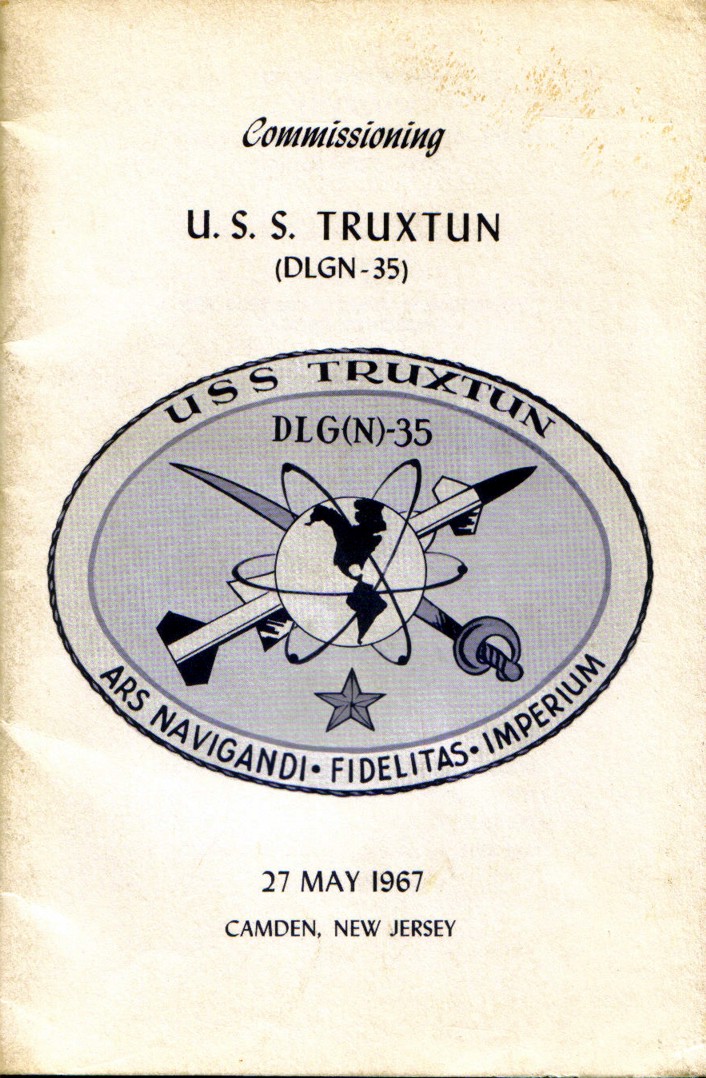 Commissioning
U. S. S. TRUXTUN
(DLGN-35)
USS TRUXTUN
DLG(N)-35
ARS NAVIGANDI • FIDELITAS • IMPERIUM
27 MAY 1967
CAMDEN, NEW JERSEY